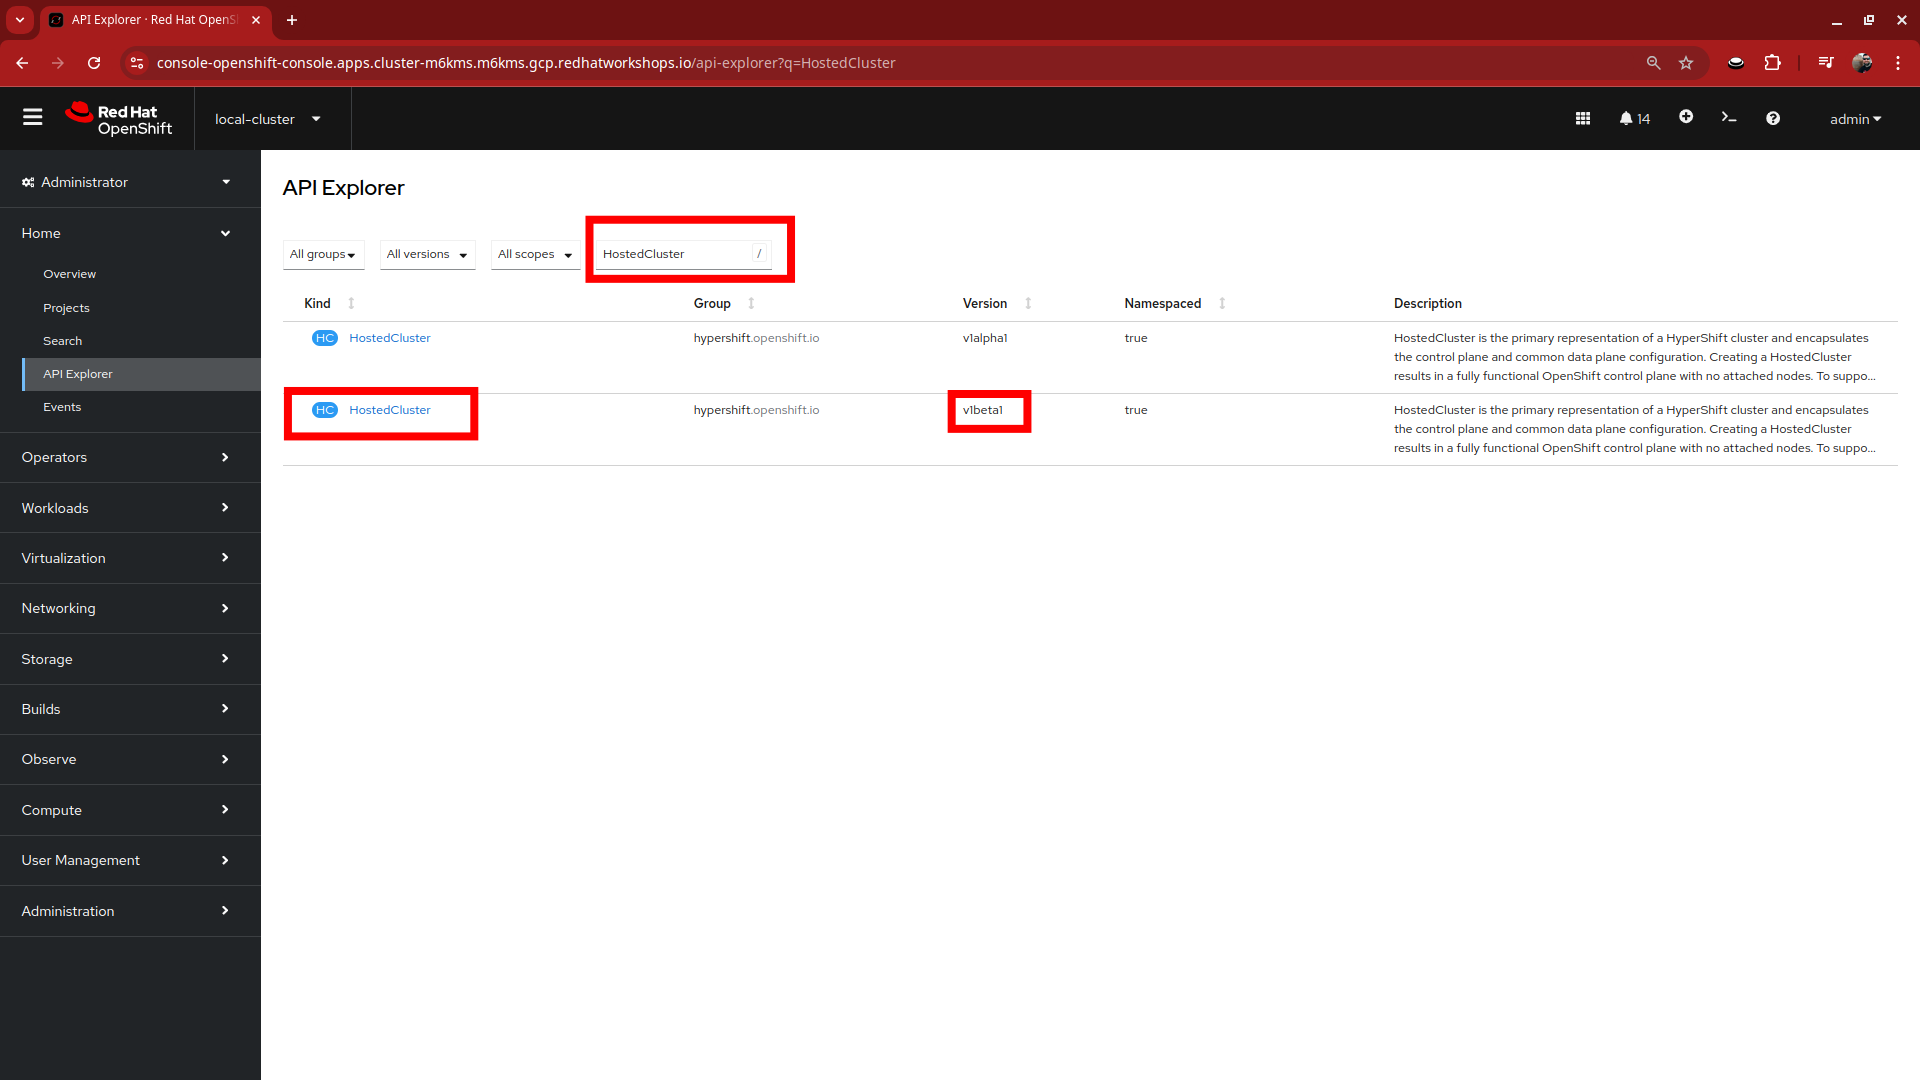 API Explorer · Red Hat OpenS
console-openshift-console.apps.cluster-m6kms.m6kms.gcp.redhatworkshops.io/api-explorer?q=HostedCluster
Red Hat
OpenShift
local-cluster
14
admin
Administrator
Home
Overview
Projects
Search
API Explorer
Events
Operators
Workloads
Virtualization
Networking
Storage
Builds
Observe
Compute
User Management
Administration
API Explorer
All groups
All versions
All scopes
HostedCluster /
Kind Group Version Namespaced Description
HC HostedCluster hypershift.openshift.io v1alpha1 true HostedCluster is the primary representation of a HyperShift cluster and encapsulates
the control plane and common data plane configuration. Creating a HostedCluster
results in a fully functional OpenShift control plane with no attached nodes. To suppo...
HC HostedCluster hypershift.openshift.io v1beta1 true HostedCluster is the primary representation of a HyperShift cluster and encapsulates
the control plane and common data plane configuration. Creating a HostedCluster
results in a fully functional OpenShift control plane with no attached nodes. To suppo...